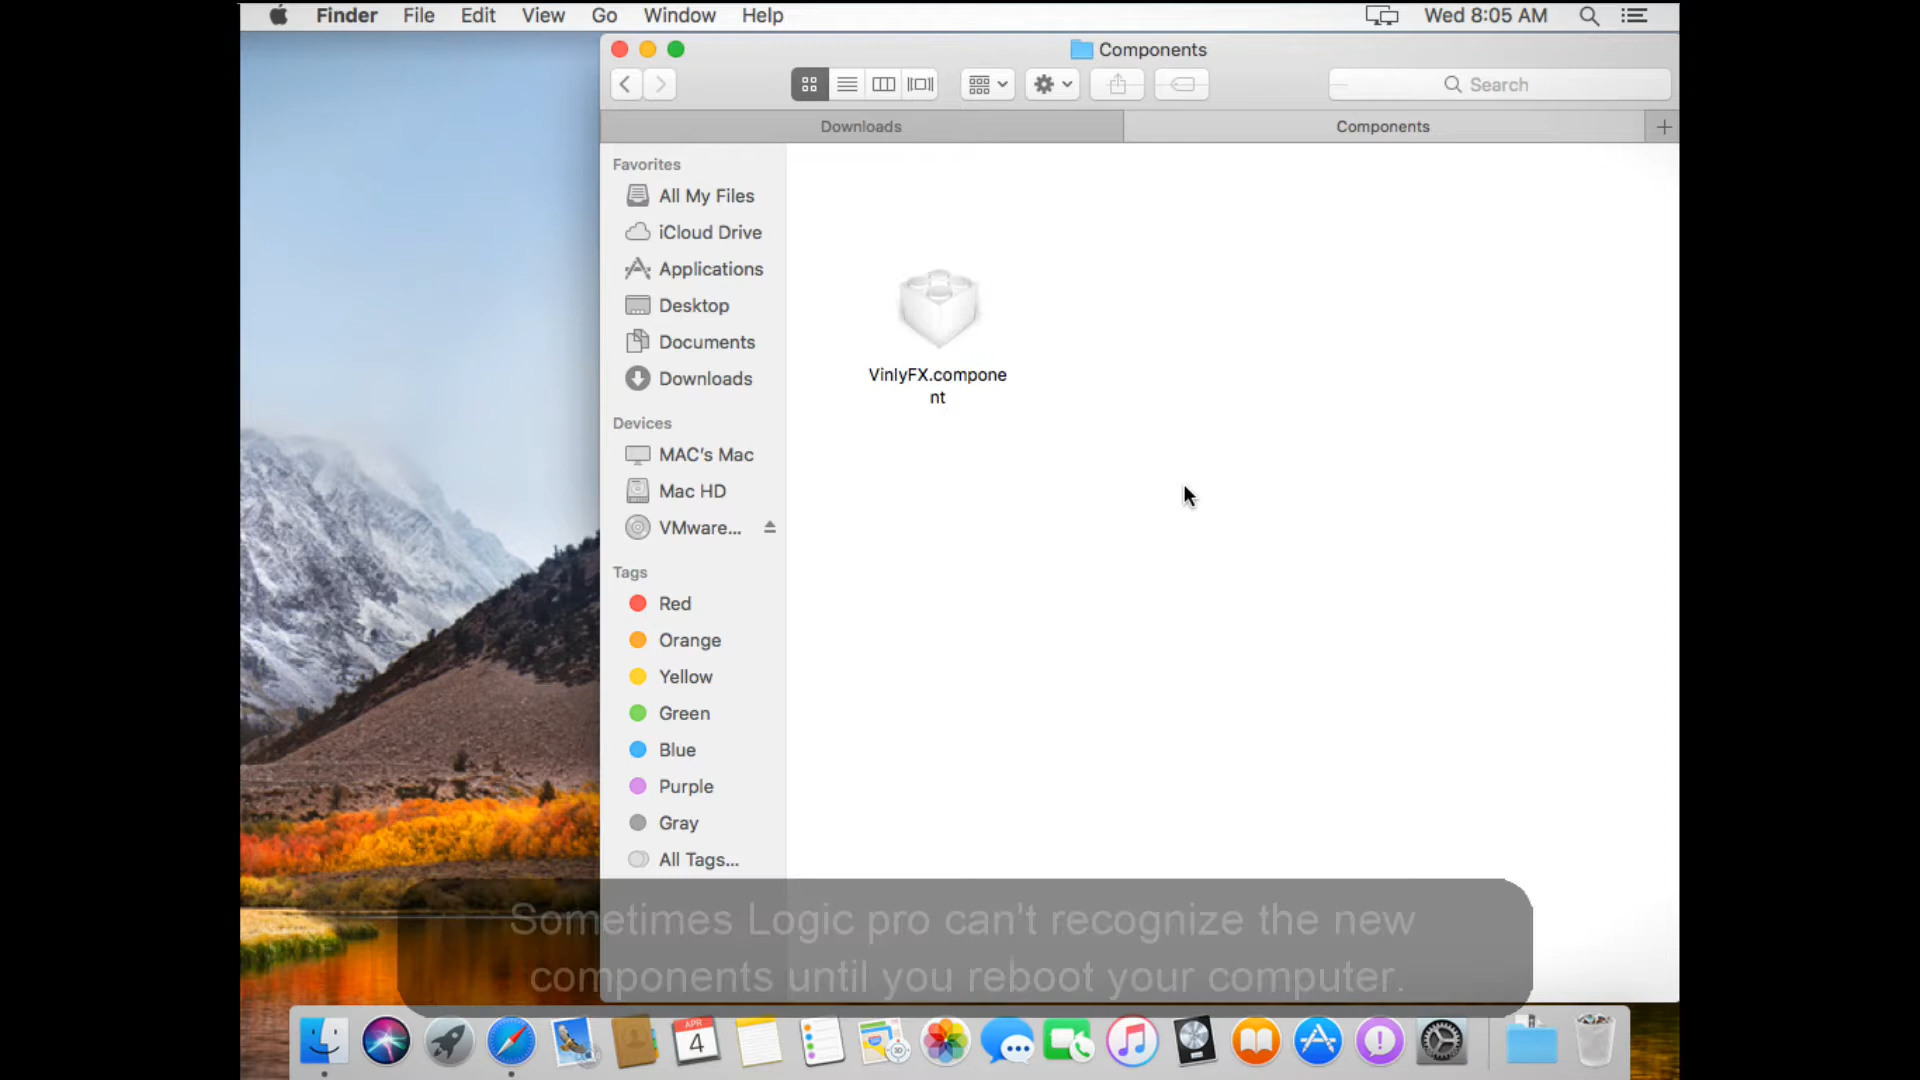 Finder File Edit View Go Window Help Wed 8:05 AM
Components
Search
Downloads Components
Favorites
All My Files
iCloud Drive
Applications
Desktop
Documents
Downloads
Devices
MAC's Mac
Mac HD
VMware...
Tags
Red
Orange
Yellow
Green
Blue
Purple
Gray
All Tags...
VinlyFX.compone
nt
Sometimes Logic pro can't recognize the new
components until you reboot your computer.
APR
4
3D